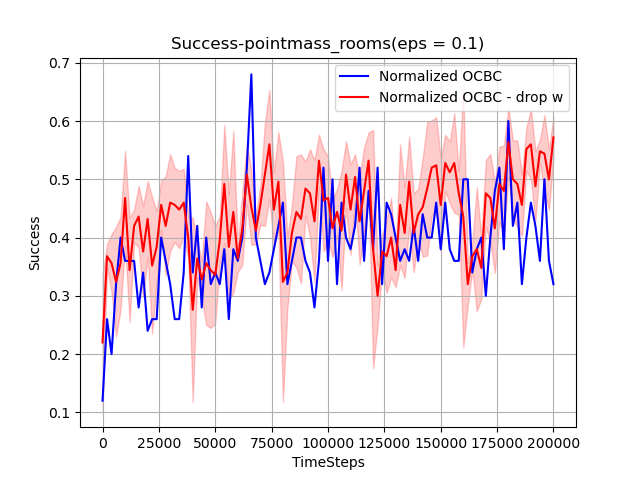 Success-pointmass_rooms(eps = 0.1)
Normalized OCBC
Normalized OCBC - drop w
0.7
0.6
0.5
0.4
0.3
0.2
0.1
Success
0 25000 50000 75000 100000 125000 150000 175000 200000
TimeSteps